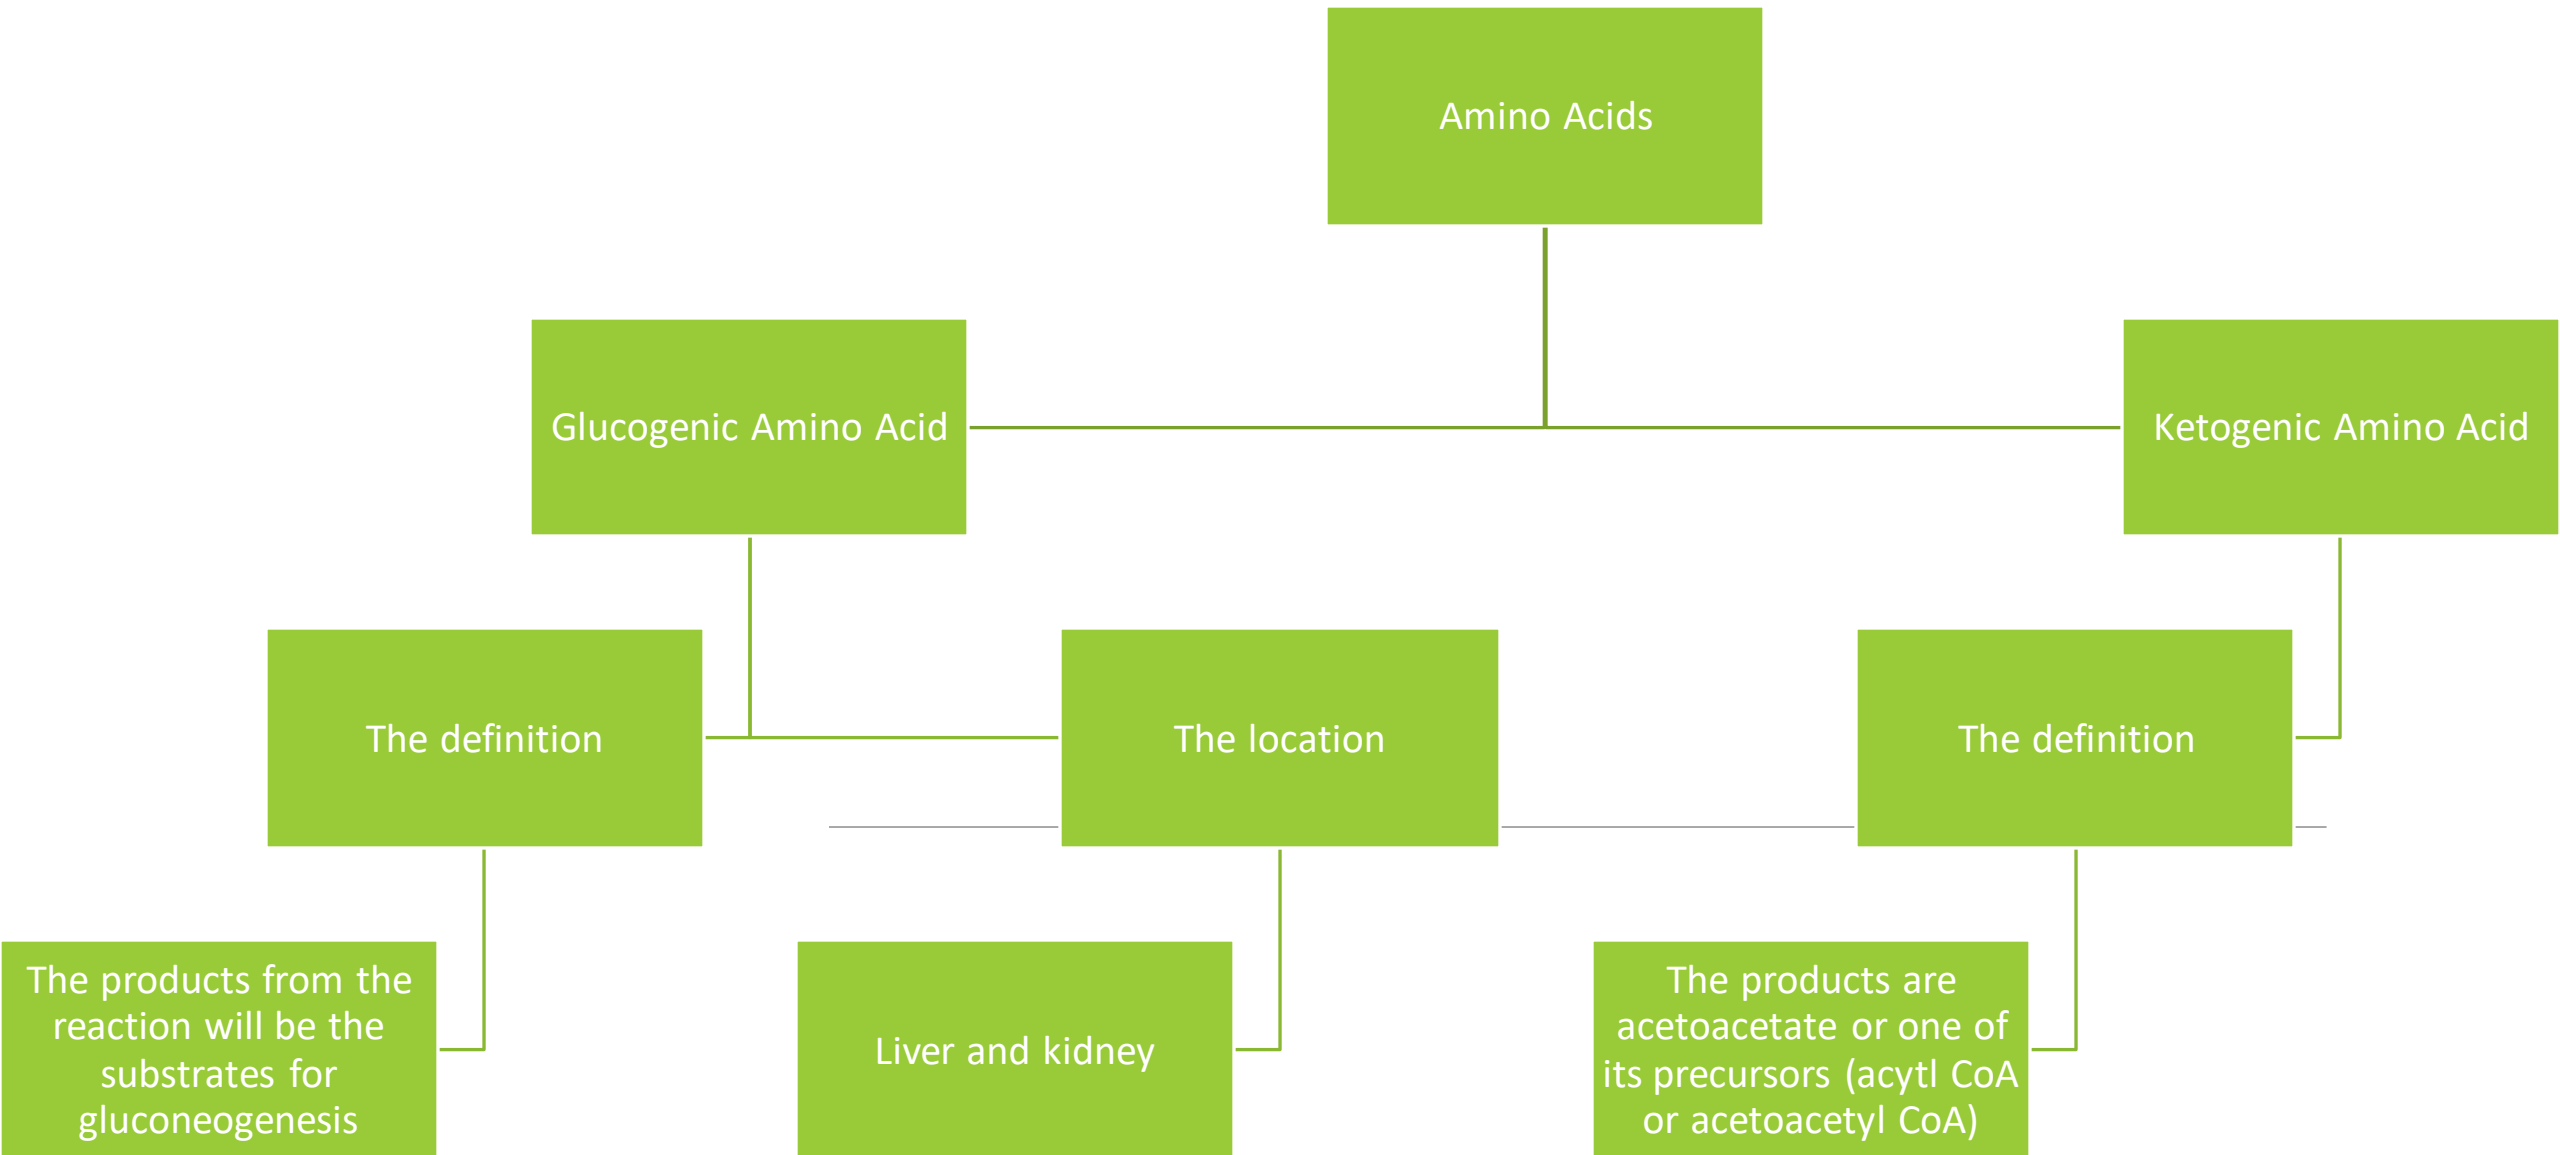 Amino Acids
Glucogenic Amino Acid
Ketogenic Amino Acid
The definition
The location
The definition
The products from the
reaction will be the
substrates for
gluconeogenesis
Liver and kidney
The products are
acetoacetate or one of
its precursors (acytl CoA
or acetoacetyl CoA)